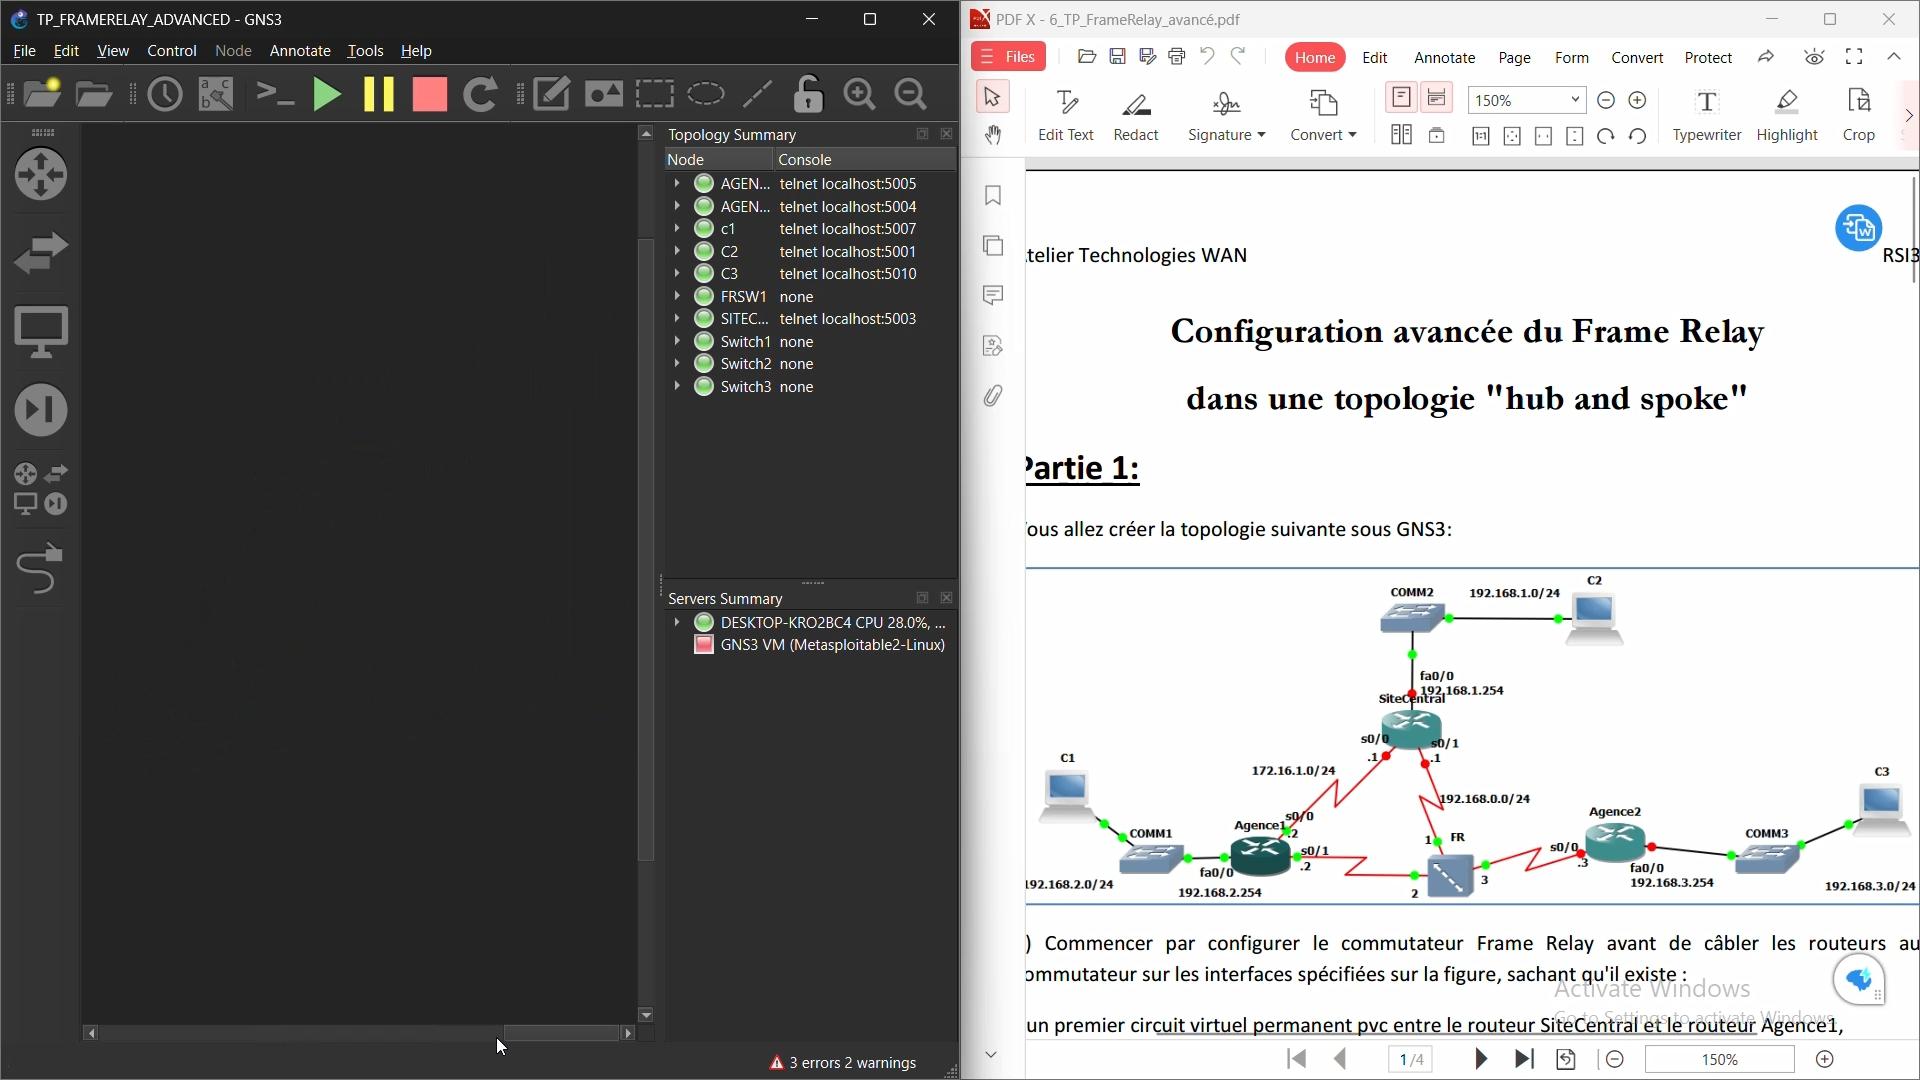 TP_FRAMERELAY_ADVANCED - GNS3
File Edit View Control Node Annotate Tools Help
Topology Summary
Node Console
AGEN... telnet localhost:5005
AGEN... telnet localhost:5004
c1 telnet localhost:5007
C2 telnet localhost:5001
C3 telnet localhost:5010
FRSW1 none
SITEC... telnet localhost:5003
Switch1 none
Switch2 none
Switch3 none
Servers Summary
DESKTOP-KRO2BC4 CPU 28.0%, ...
GNS3 VM (Metasploitable2-Linux)
3 errors 2 warnings
PDF X - 6_TP_FrameRelay_avancé.pdf
Files Home Edit Annotate Page Form Convert Protect
150%
Edit Text Redact Signature Convert Typewriter Highlight Crop
telier Technologies WAN RSI3
Configuration avancée du Frame Relay
dans une topologie "hub and spoke"
Partie 1:
ous allez créer la topologie suivante sous GNS3:
COMM2 192.168.1.0/24 C2
fa0/0
192.168.1.254
SiteCentral
s0/0 s0/1
.1 .1
C1 172.16.1.0/24 C3
192.168.0.0/24
Agence1 s0/0 .2
Agence2
COMM1 s0/1 .2 1 FR s0/0 .3 COMM3
fa0/0 fa0/0
192.168.2.0/24 192.168.2.254 2 3 192.168.3.254 192.168.3.0/24
) Commencer par configurer le commutateur Frame Relay avant de câbler les routeurs au
ommutateur sur les interfaces spécifiées sur la figure, sachant qu'il existe :
Activate Windows
Go to Settings to activate Windows.
un premier circuit virtuel permanent pvc entre le routeur SiteCentral et le routeur Agence1,
1/4 150%